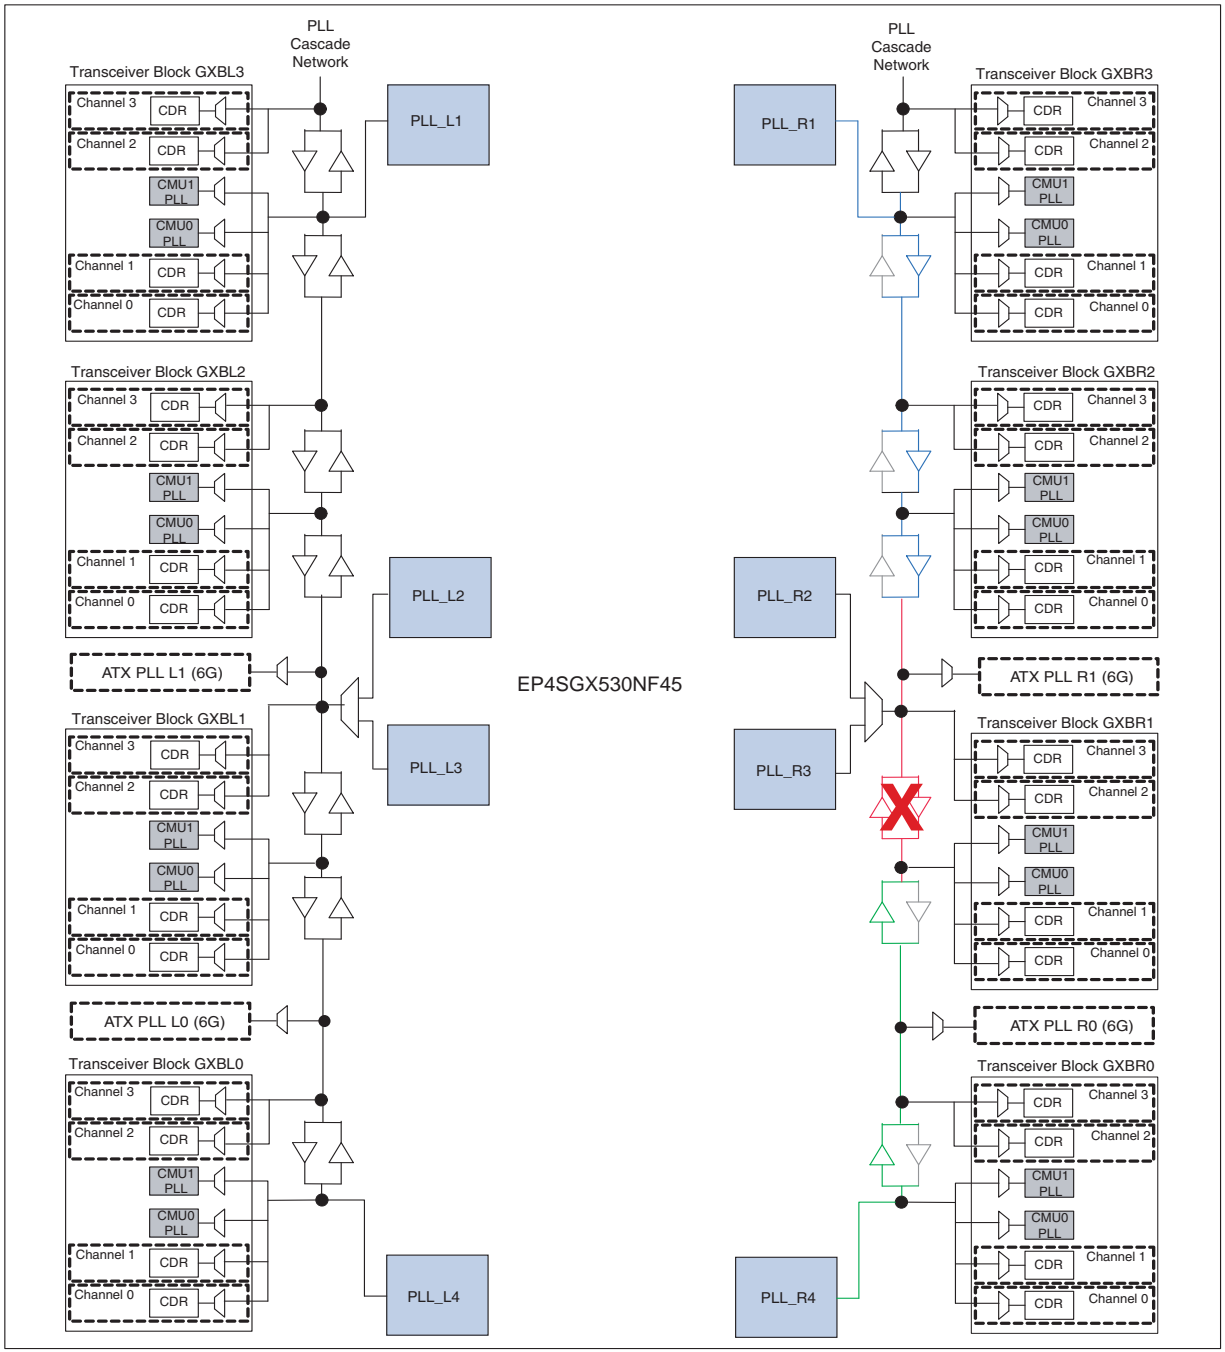 PLL
Cascade
Network
Transceiver Block GXBL3
Channel 3
CDR
Channel 2
CDR
CMU1
PLL
CMU0
PLL
Channel 1
CDR
Channel 0
CDR
PLL_L1
Transceiver Block GXBL2
Channel 3
CDR
Channel 2
CDR
CMU1
PLL
CMU0
PLL
Channel 1
CDR
Channel 0
CDR
PLL_L2
ATX PLL L1 (6G)
Transceiver Block GXBL1
Channel 3
CDR
Channel 2
CDR
CMU1
PLL
CMU0
PLL
Channel 1
CDR
Channel 0
CDR
PLL_L3
ATX PLL L0 (6G)
Transceiver Block GXBL0
Channel 3
CDR
Channel 2
CDR
CMU1
PLL
CMU0
PLL
Channel 1
CDR
Channel 0
CDR
PLL_L4
EP4SGX530NF45
PLL
Cascade
Network
PLL_R1
Transceiver Block GXBR3
Channel 3
CDR
Channel 2
CDR
CMU1
PLL
CMU0
PLL
Channel 1
CDR
Channel 0
CDR
Transceiver Block GXBR2
Channel 3
CDR
Channel 2
CDR
CMU1
PLL
CMU0
PLL
Channel 1
CDR
Channel 0
CDR
PLL_R2
ATX PLL R1 (6G)
PLL_R3
X
Transceiver Block GXBR1
Channel 3
CDR
Channel 2
CDR
CMU1
PLL
CMU0
PLL
Channel 1
CDR
Channel 0
CDR
ATX PLL R0 (6G)
Transceiver Block GXBR0
Channel 3
CDR
Channel 2
CDR
CMU1
PLL
CMU0
PLL
Channel 1
CDR
Channel 0
CDR
PLL_R4